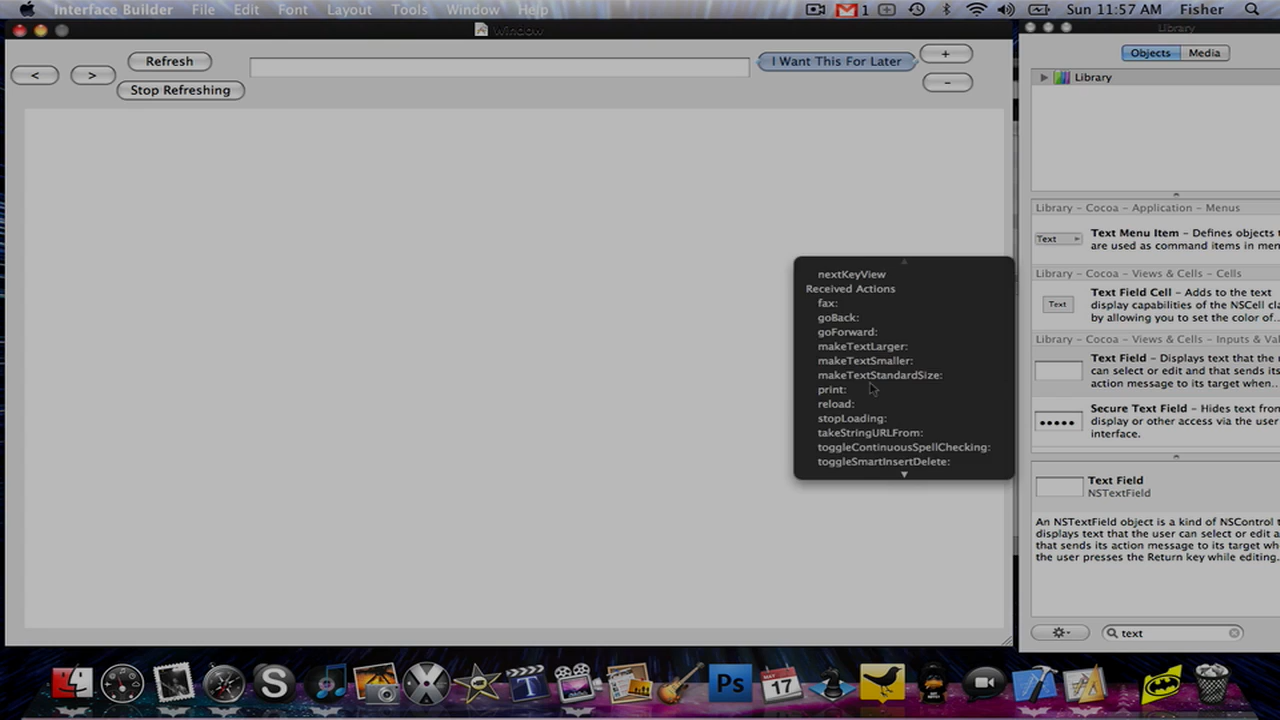 Interface Builder File Edit Font Layout Tools Window Help
1 Sun 11:57 AM Fisher
Window
Library
< > Refresh
Stop Refreshing
I Want This For Later
+
-
Objects Media
Library
nextKeyView
Received Actions
fax:
goBack:
goForward:
makeTextLarger:
makeTextSmaller:
makeTextStandardSize:
print:
reload:
stopLoading:
takeStringURLFrom:
toggleContinuousSpellChecking:
toggleSmartInsertDelete:
Library – Cocoa – Application – Menus
Text
Text Menu Item – Defines objects t
are used as command items in men
Library – Cocoa – Views & Cells – Cells
Text
Text Field Cell – Adds to the text
display capabilities of the NSCell cla
by allowing you to set the color of...
Library – Cocoa – Views & Cells – Inputs & Val
Text Field – Displays text that the u
can select or edit and that sends its
action message to its target when...
Secure Text Field – Hides text from
display or other access via the user
interface.
Text Field
NSTextField
An NSTextField object is a kind of NSControl t
displays text that the user can select or edit a
that sends its action message to its target whe
the user presses the Return key while editing.
text
S
T
Ps
MAY
17